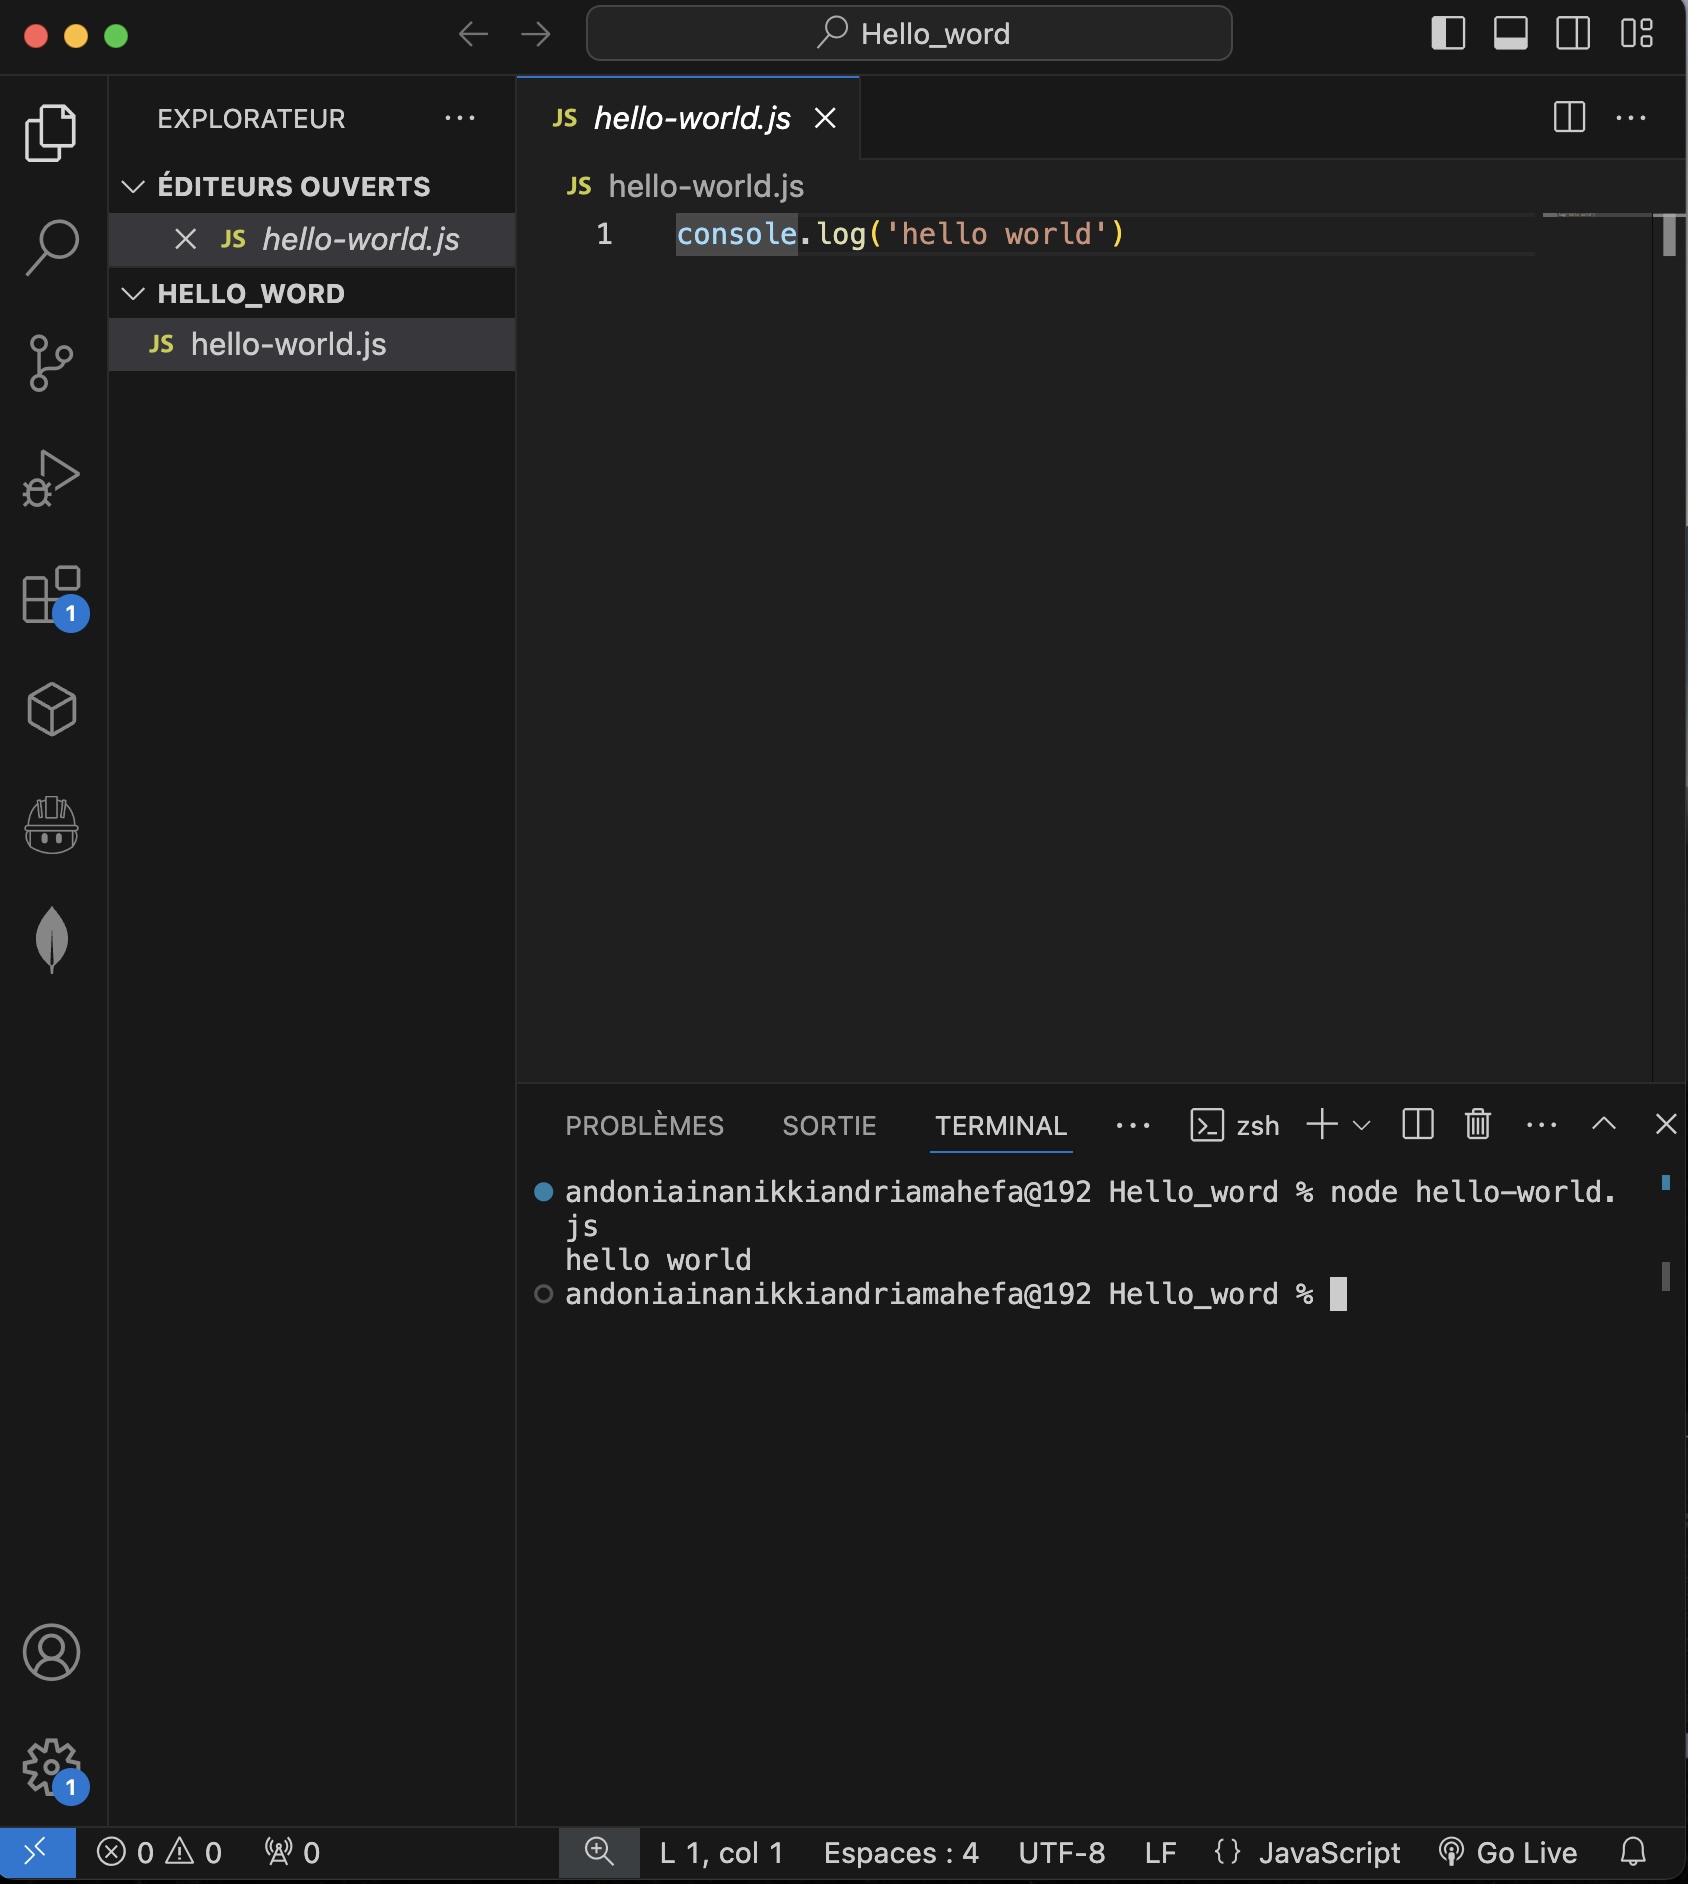 Hello_word
EXPLORATEUR
ÉDITEURS OUVERTS
JS hello-world.js
HELLO_WORD
JS hello-world.js
1
JS hello-world.js
JS hello-world.js
1 console.log('hello world')
PROBLÈMES SORTIE TERMINAL zsh
andoniainanikkiandriamahefa@192 Hello_word % node hello-world.
js
hello world
andoniainanikkiandriamahefa@192 Hello_word %
1
0 0 0 L 1, col 1 Espaces : 4 UTF-8 LF {} JavaScript Go Live